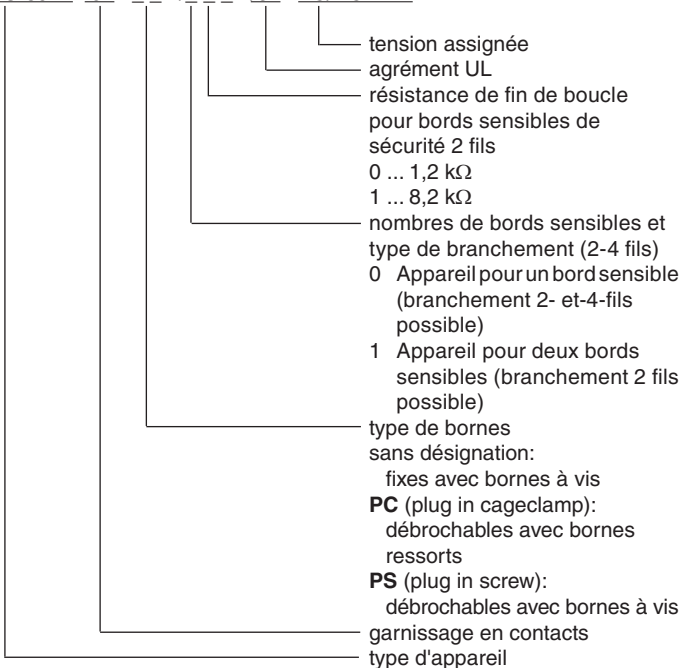 tension assignée
agrément UL
résistance de fin de boucle
pour bords sensibles de
sécurité 2 fils
0 ... 1,2 kΩ
1 ... 8,2 kΩ
nombres de bords sensibles et
type de branchement (2-4 fils)
0 Appareil pour un bord sensible
(branchement 2- et-4-fils
possible)
1 Appareil pour deux bords
sensibles (branchement 2 fils
possible)
type de bornes
sans désignation:
fixes avec bornes à vis
PC (plug in cageclamp):
débrochables avec bornes
ressorts
PS (plug in screw):
débrochables avec bornes à vis
garnissage en contacts
type d'appareil